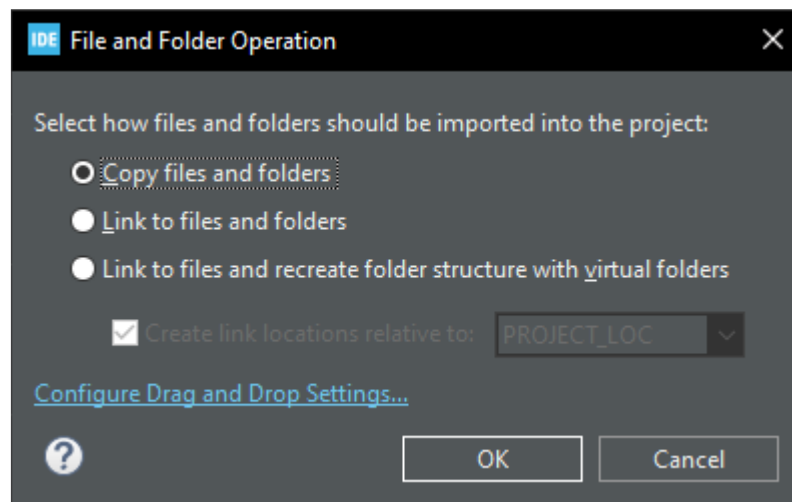 IDE File and Folder Operation
Select how files and folders should be imported into the project:
Copy files and folders
Link to files and folders
Link to files and recreate folder structure with virtual folders
Create link locations relative to: PROJECT_LOC
Configure Drag and Drop Settings...
? OK Cancel